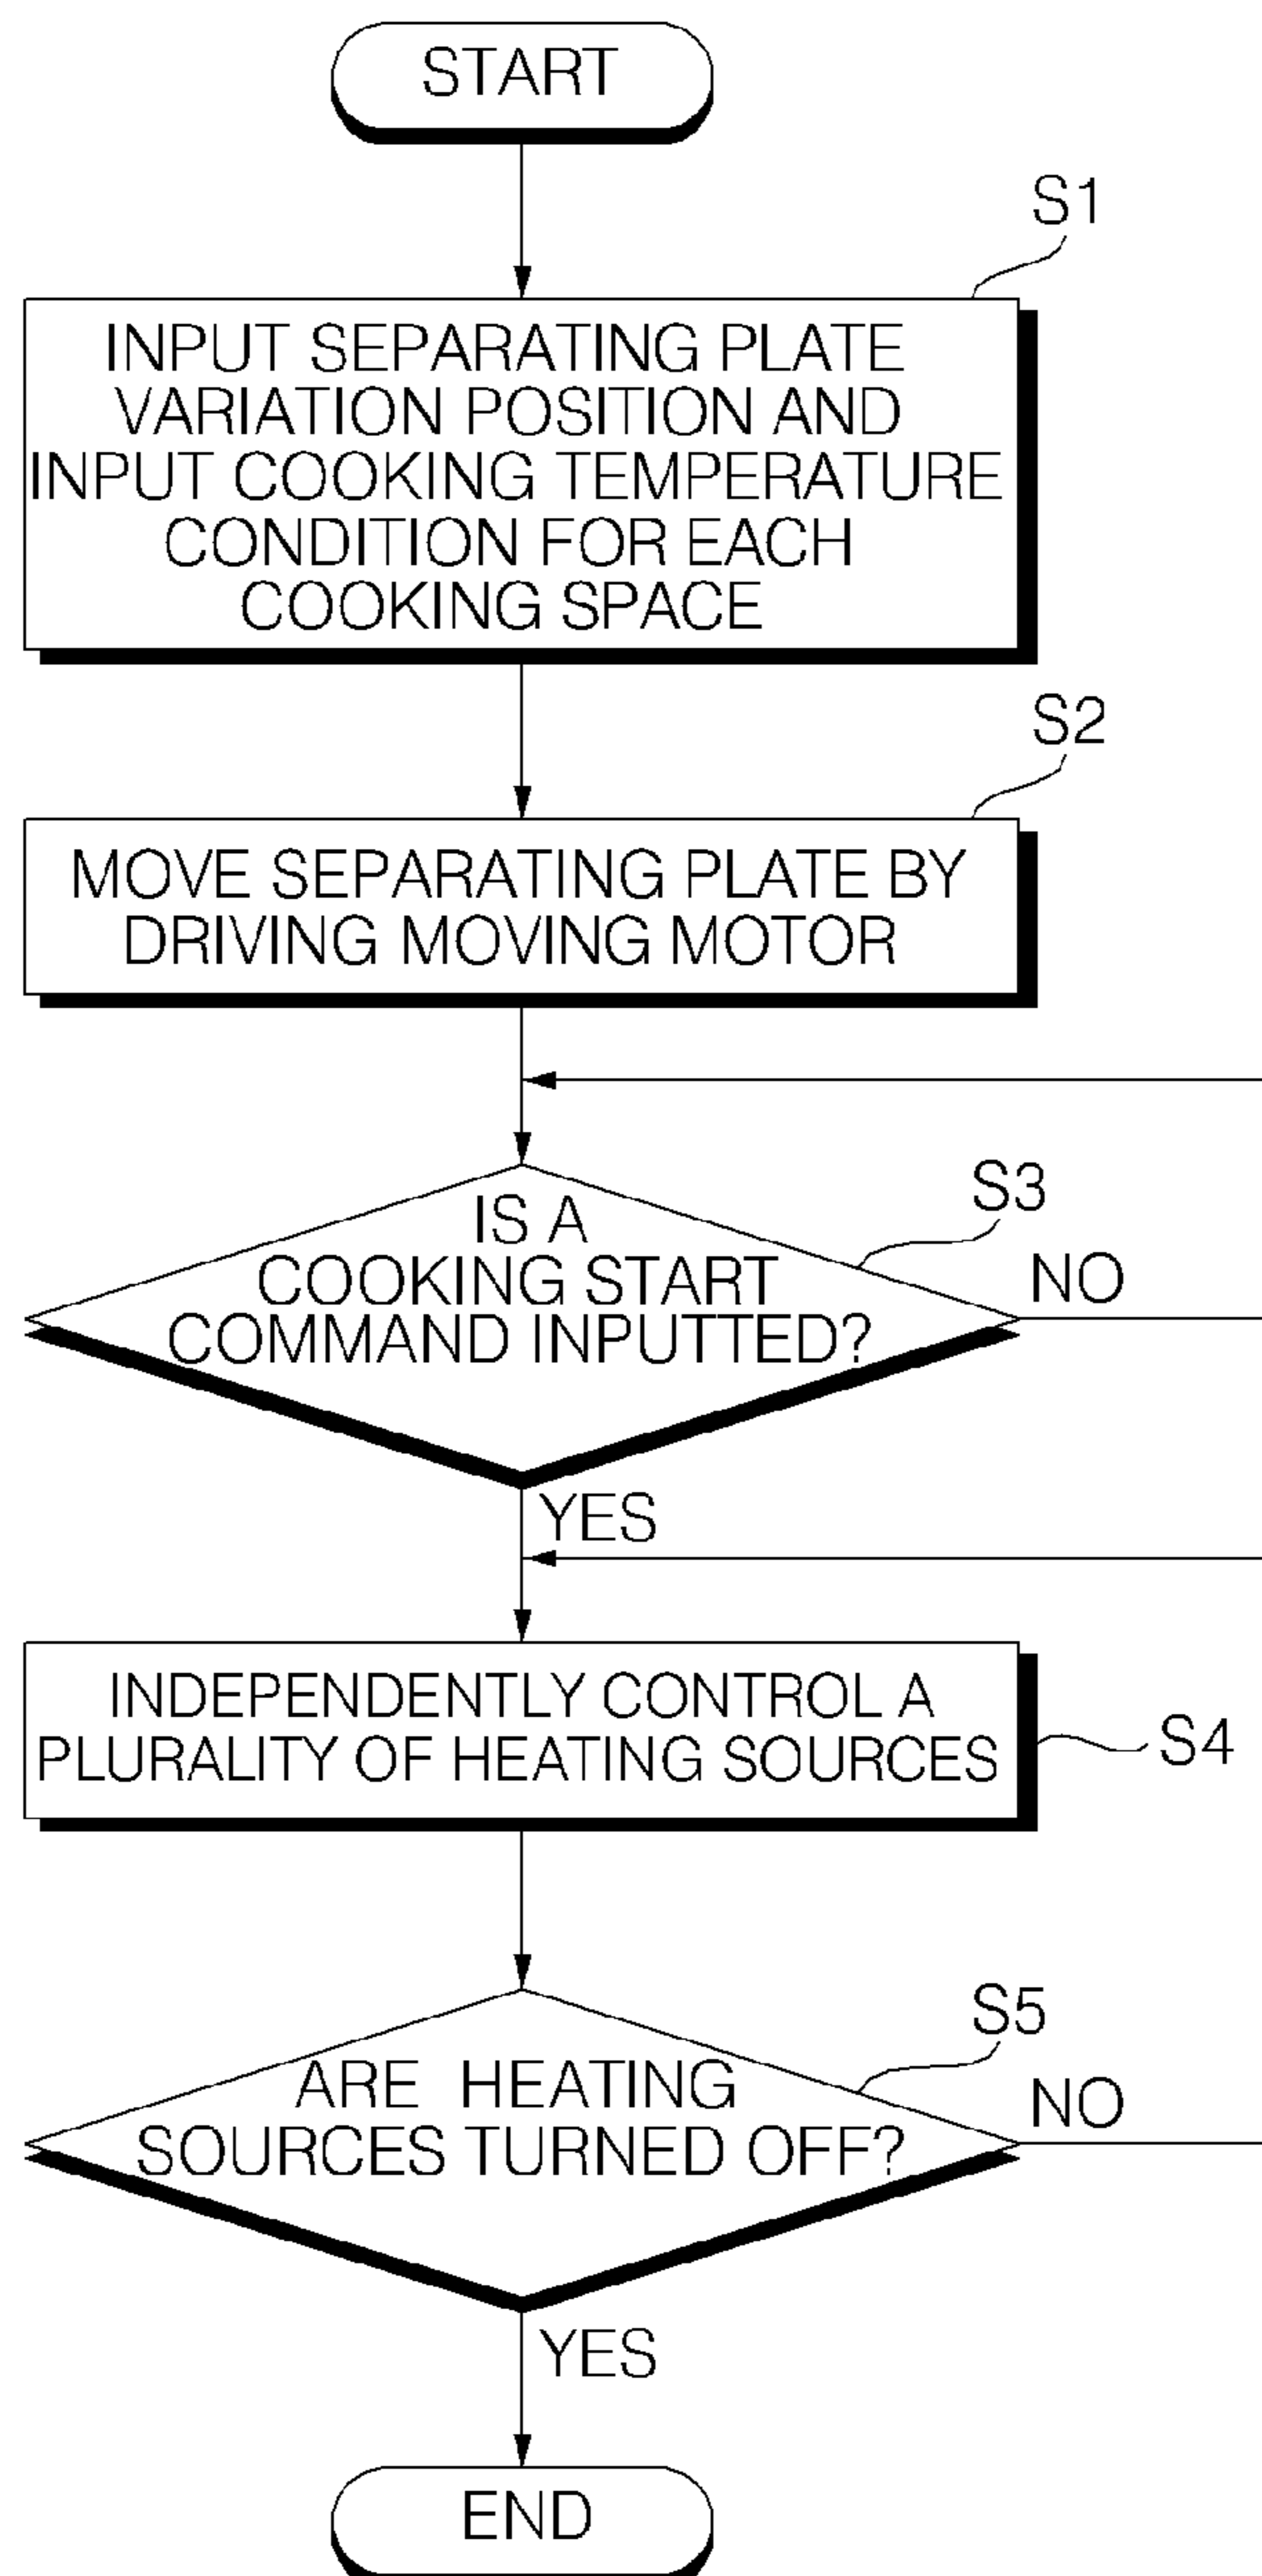 START
S1
INPUT SEPARATING PLATE
VARIATION POSITION AND
INPUT COOKING TEMPERATURE
CONDITION FOR EACH
COOKING SPACE
S2
MOVE SEPARATING PLATE BY
DRIVING MOVING MOTOR
S3
IS A
COOKING START
COMMAND INPUTTED?
NO
YES
INDEPENDENTLY CONTROL A
PLURALITY OF HEATING SOURCES
S4
S5
ARE HEATING
SOURCES TURNED OFF?
NO
YES
END